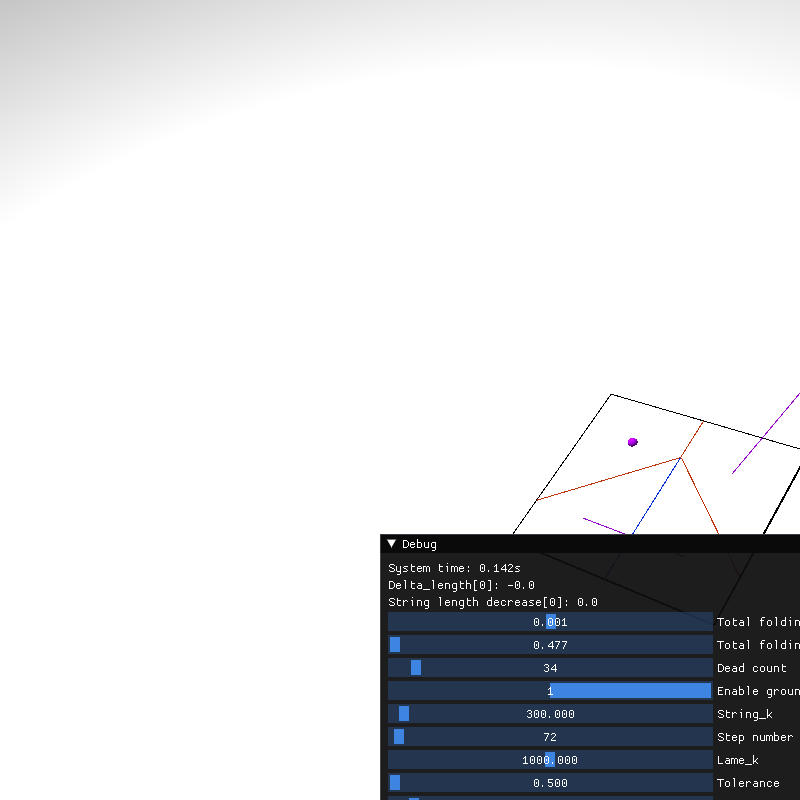 Debug
System time: 0.142s
Delta_length[0]: -0.0
String length decrease[0]: 0.0
0.001 Total foldin
0.477 Total foldin
34 Dead count
1 Enable groun
300.000 String_k
72 Step number
1000.000 Lame_k
0.500 Tolerance